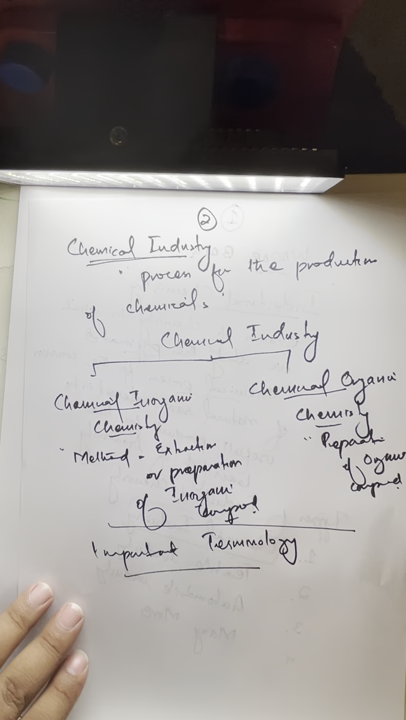 2
Chemical Industry
" process for the production
of chemicals"
Chemical Industry
Chemical Inorganic
Chemistry
"Method = Extraction
or preparation
of Inorganic
Compound
Chemical Organic
Chemistry
"Preparation
of Organic
compound
Important Terminology